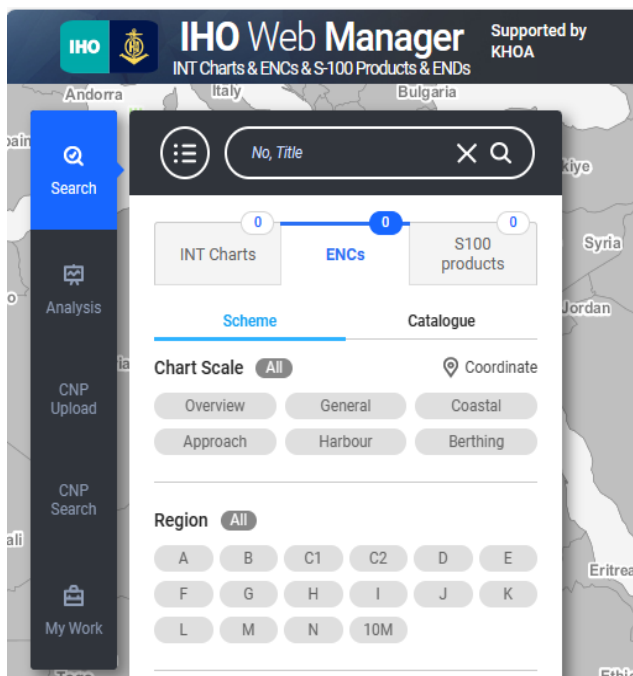 IHO
IHO Web Manager
INT Charts & ENCs & S-100 Products & ENDs
Supported by
KHOA
Andorra
Italy
Bulgaria
Search
No, Title
Syria
0
0
0
INT Charts
ENCs
S100
products
Analysis
Jordan
Scheme
Catalogue
Chart Scale
All
Coordinate
CNP
Upload
Overview
General
Coastal
Approach
Harbour
Berthing
CNP
Search
Region
All
A
B
C1
C2
D
E
Eritrea
F
G
H
I
J
K
My Work
L
M
N
10M